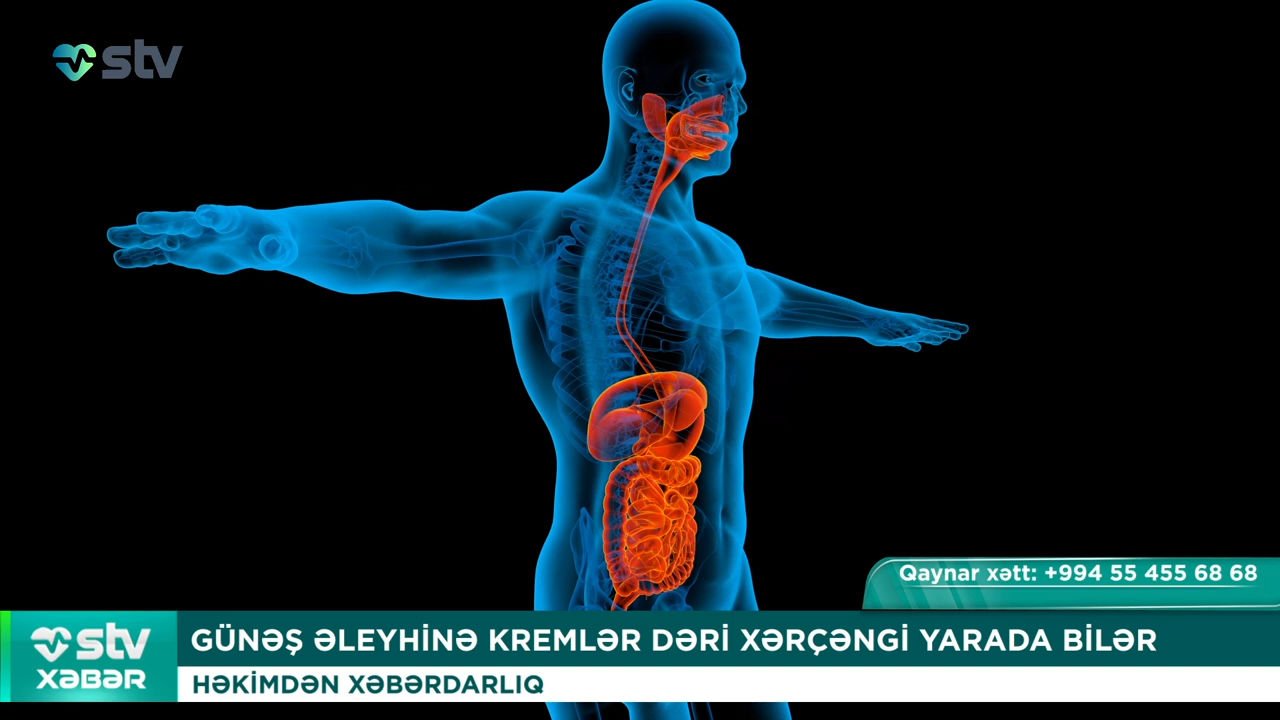 stv
Qaynar xətt: +994 55 455 68 68
stv
XƏBƏR
GÜNƏŞ ƏLEYHİNƏ KREMLƏR DƏRİ XƏRÇƏNGİ YARADA BİLƏR
HƏKİMDƏN XƏBƏRDARLIQ